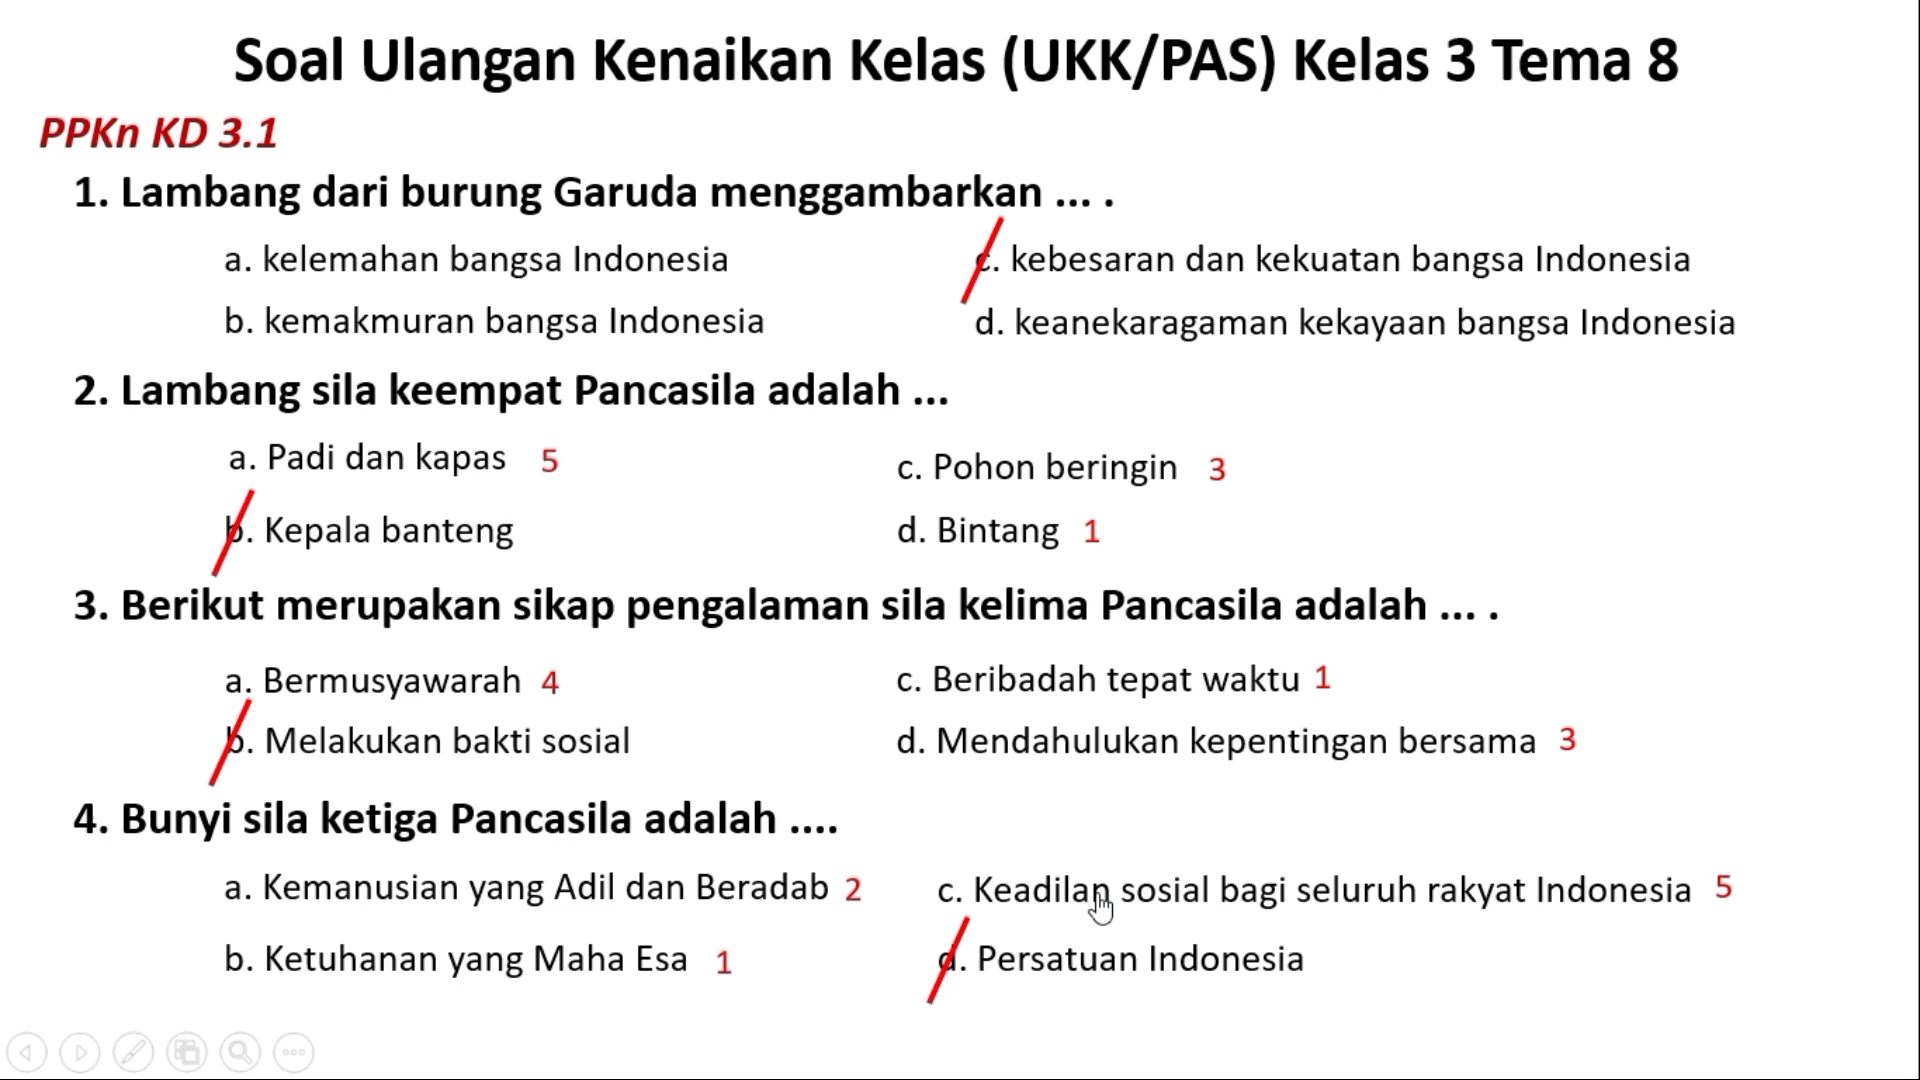 Soal Ulangan Kenaikan Kelas (UKK/PAS) Kelas 3 Tema 8
PPKn KD 3.1
1. Lambang dari burung Garuda menggambarkan ... .
a. kelemahan bangsa Indonesia
c. kebesaran dan kekuatan bangsa Indonesia
b. kemakmuran bangsa Indonesia
d. keanekaragaman kekayaan bangsa Indonesia
2. Lambang sila keempat Pancasila adalah ...
a. Padi dan kapas 5
c. Pohon beringin 3
b. Kepala banteng
d. Bintang 1
3. Berikut merupakan sikap pengalaman sila kelima Pancasila adalah ... .
a. Bermusyawarah 4
c. Beribadah tepat waktu 1
b. Melakukan bakti sosial
d. Mendahulukan kepentingan bersama 3
4. Bunyi sila ketiga Pancasila adalah ....
a. Kemanusian yang Adil dan Beradab 2
c. Keadilan sosial bagi seluruh rakyat Indonesia 5
b. Ketuhanan yang Maha Esa 1
d. Persatuan Indonesia